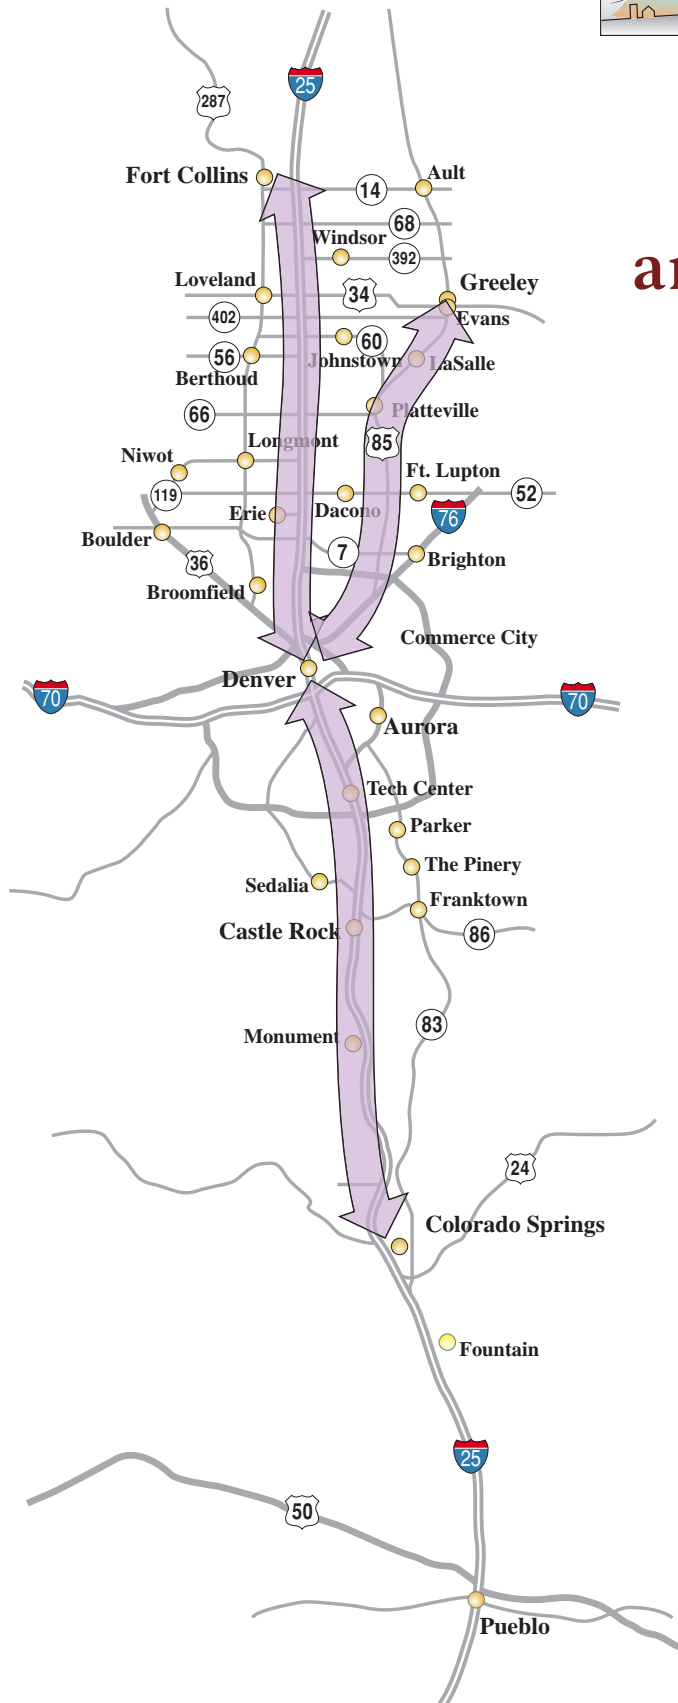 25
287
Fort Collins
Ault
14
68
Windsor
392
Loveland
34
Greeley
402
Evans
60
56
Johnstown
LaSalle
Berthoud
66
Platteville
Longmont
85
Niwot
Ft. Lupton
119
52
Erie
Dacono
76
Boulder
7
36
Brighton
Broomfield
Commerce City
Denver
70
70
Aurora
Tech Center
Parker
The Pinery
Sedalia
Franktown
Castle Rock
86
83
Monument
24
Colorado Springs
Fountain
25
50
Pueblo